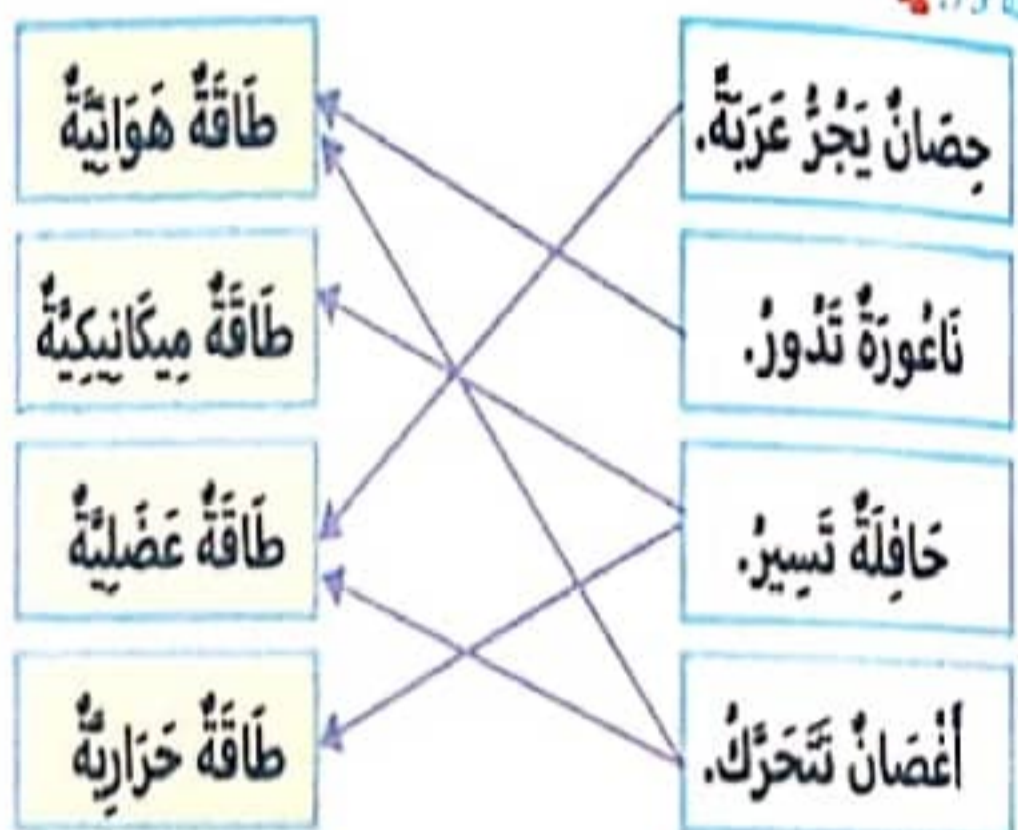 حِصَانٌ يَجُرُّ عَرَبَةً.
طَاقَةٌ هَوَائِيَّةٌ
نَاعُورَةٌ تَدُورُ.
طَاقَةٌ مِيكَانِيكِيَّةٌ
حَافِلَةٌ تَسِيرُ.
طَاقَةٌ عَضَلِيَّةٌ
أَغْصَانٌ تَتَحَرَّكُ.
طَاقَةٌ حَرَارِيَّةٌ